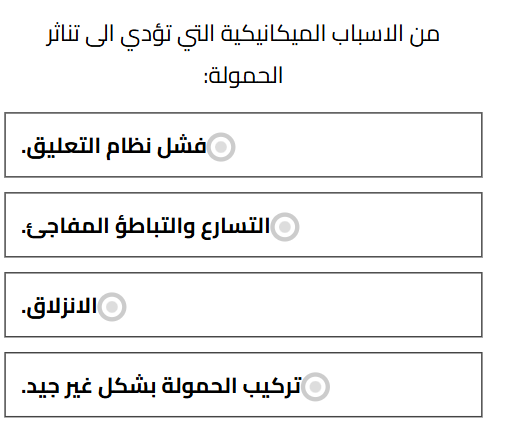 من الاسباب الميكانيكية التي تؤدي الى تناثر
الحمولة:
فشل نظام التعليق.
التسارع والتباطؤ المفاجئ.
الانزلاق.
تركيب الحمولة بشكل غير جيد.